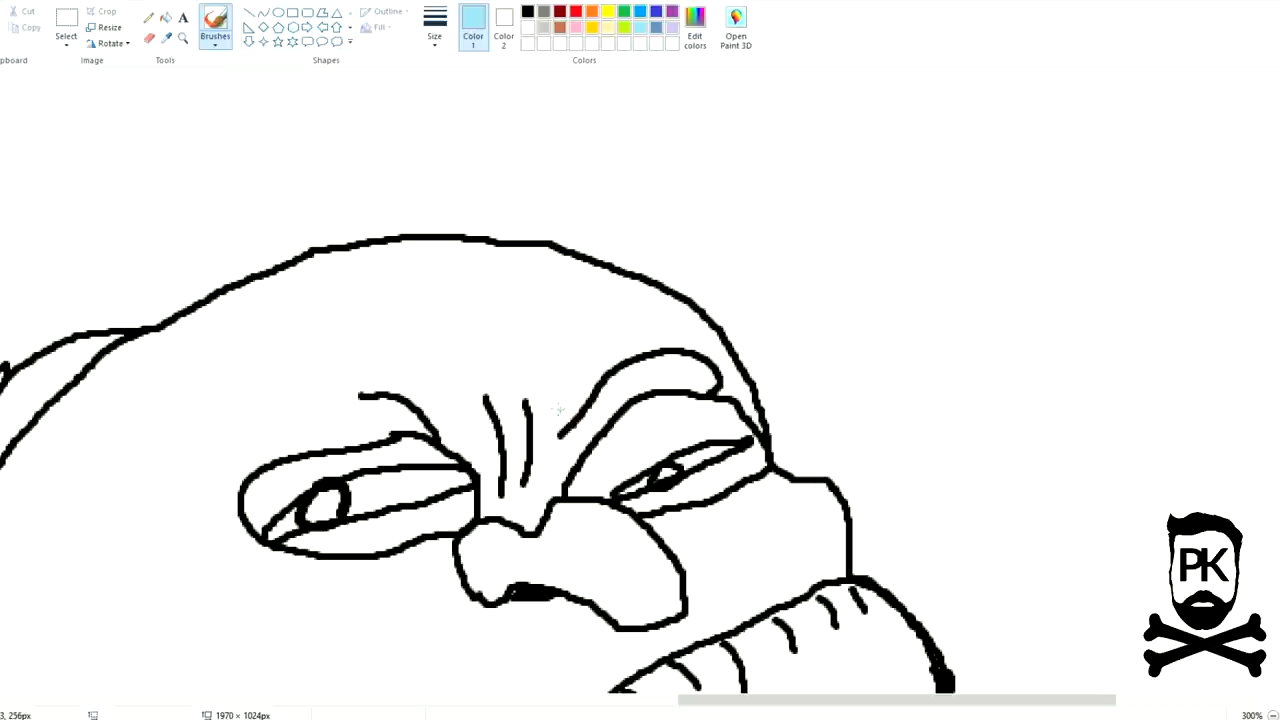 Cut
Copy
pboard
Select
Crop
Resize
Rotate
Image
A
Tools
Brushes
Outline
Fill
Shapes
Size
Color
1
Color
2
Edit
colors
Colors
Open
Paint 3D
PK
3, 256px
1970 × 1024px
300%